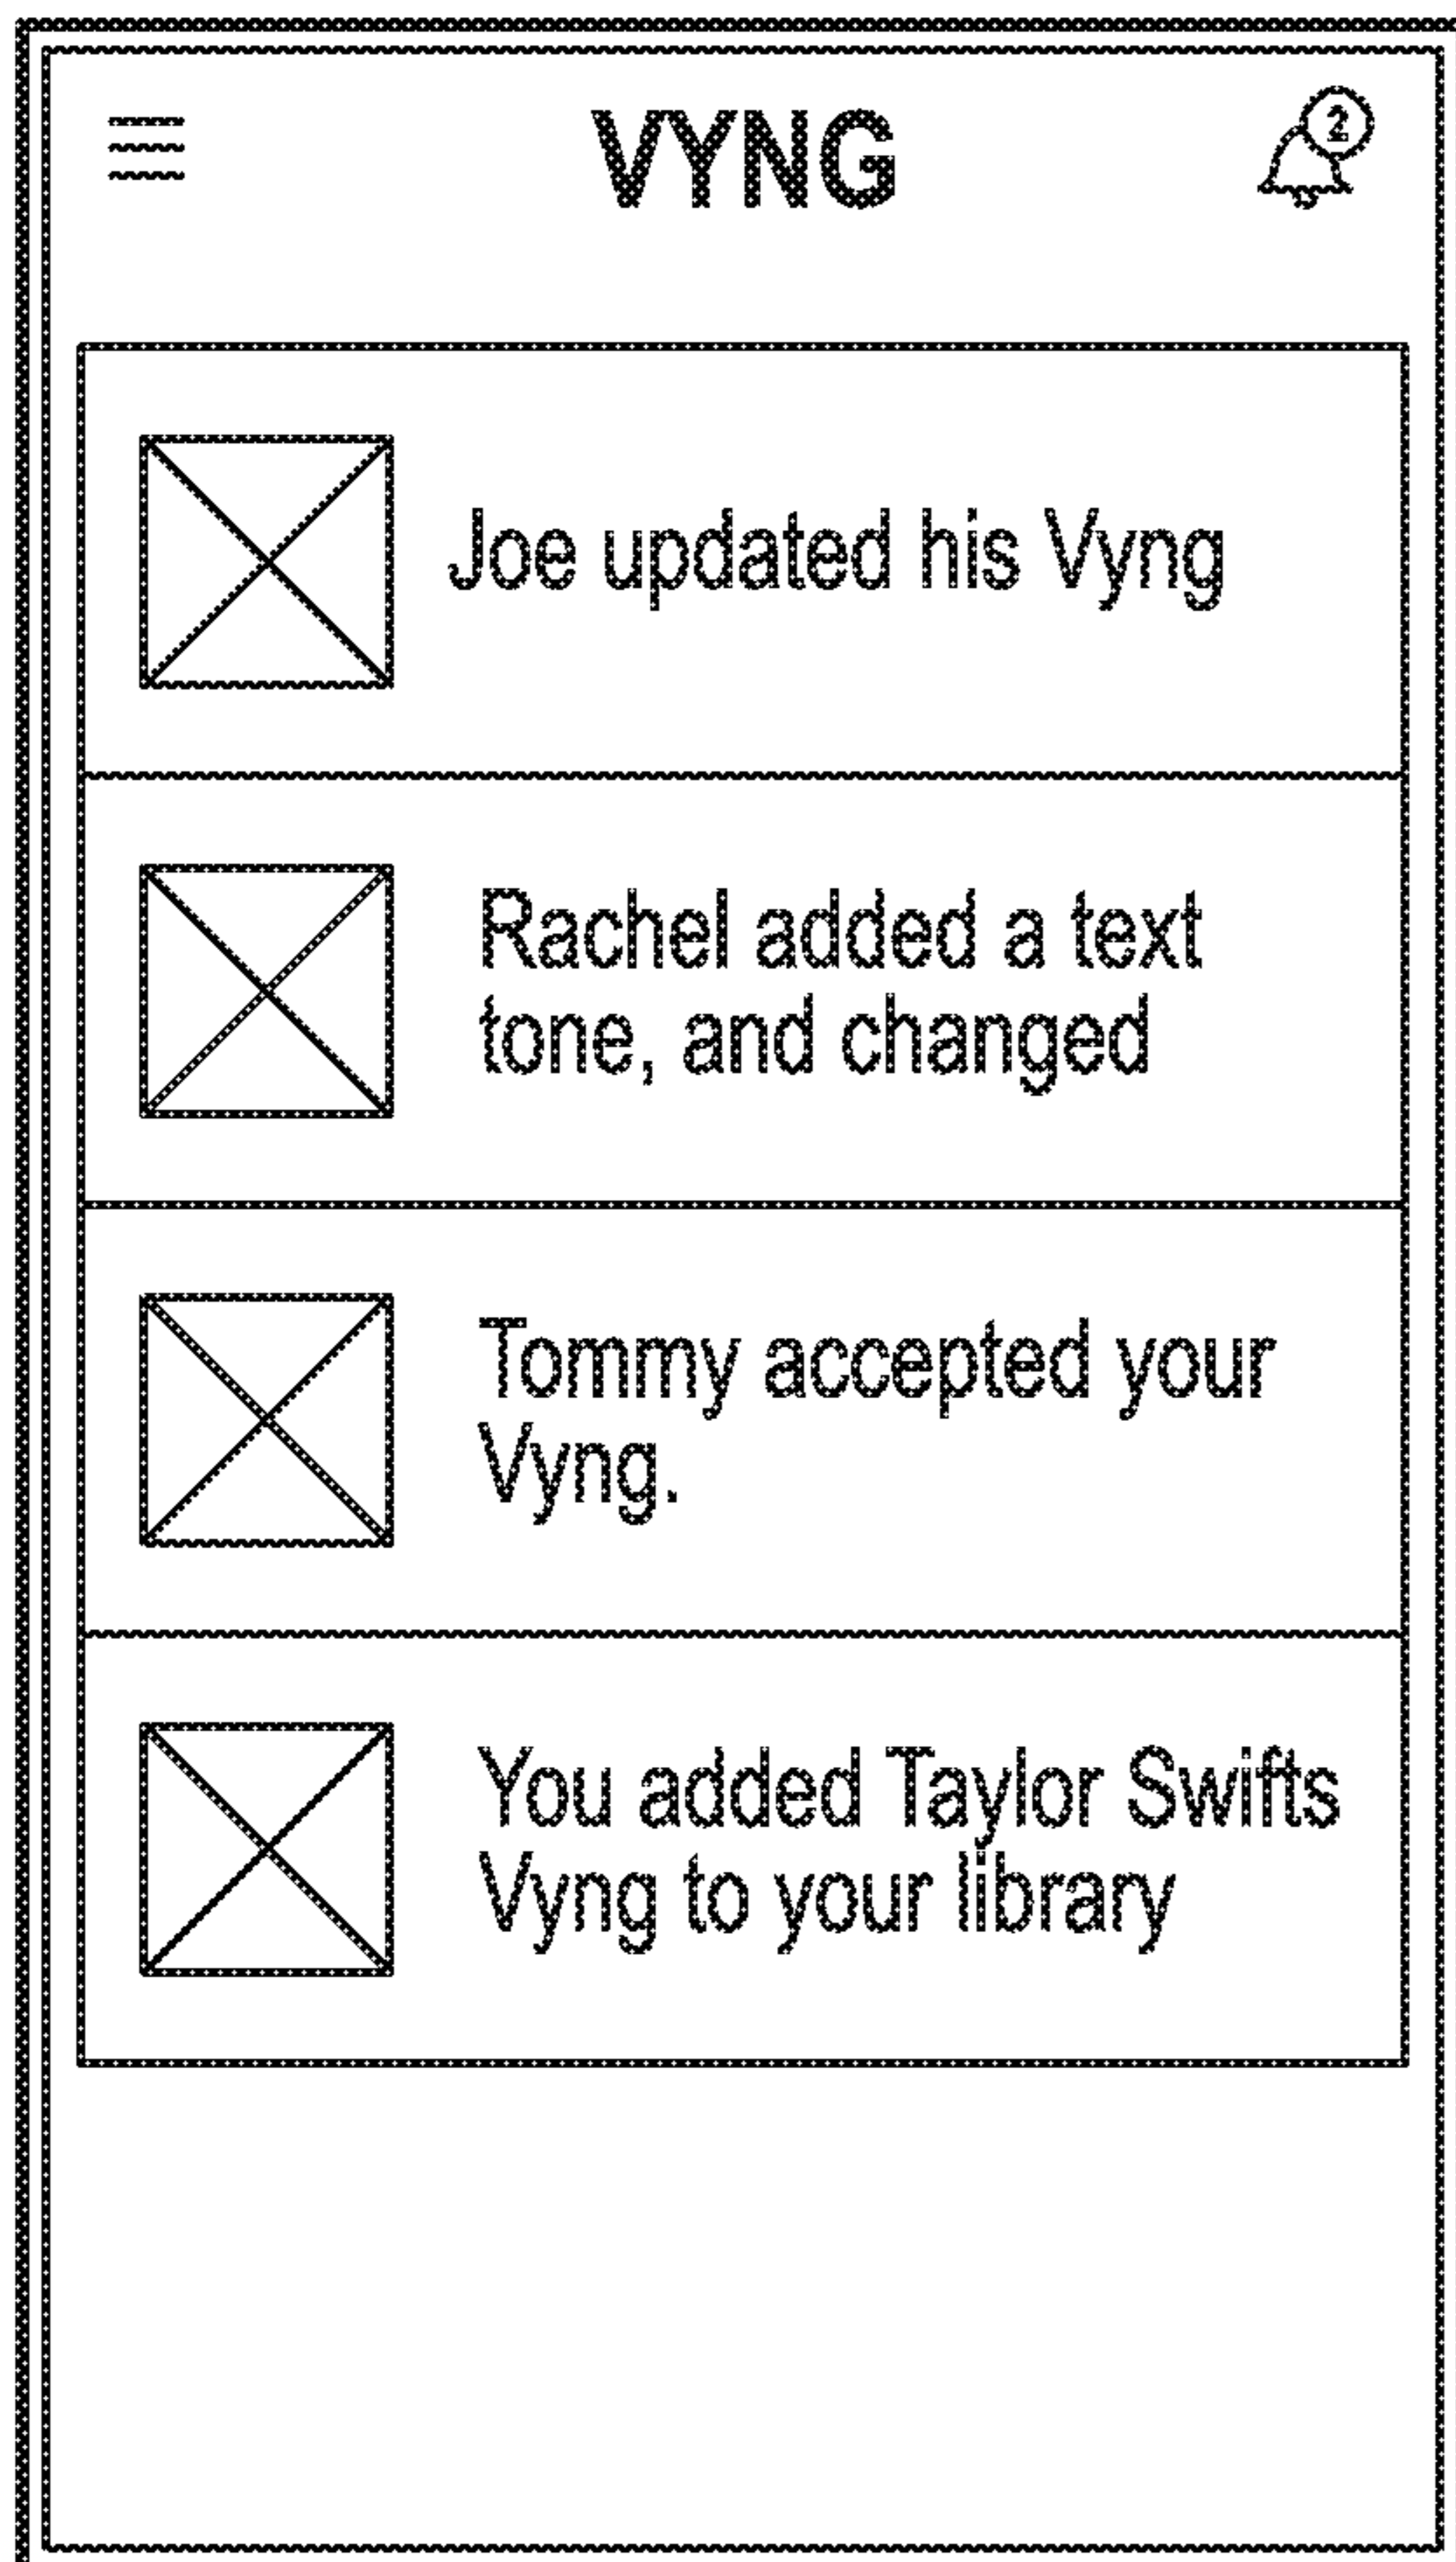 VYNG
2
Joe updated his Vyng
Rachel added a text
tone, and changed
Tommy accepted your
Vyng.
You added Taylor Swifts
Vyng to your library